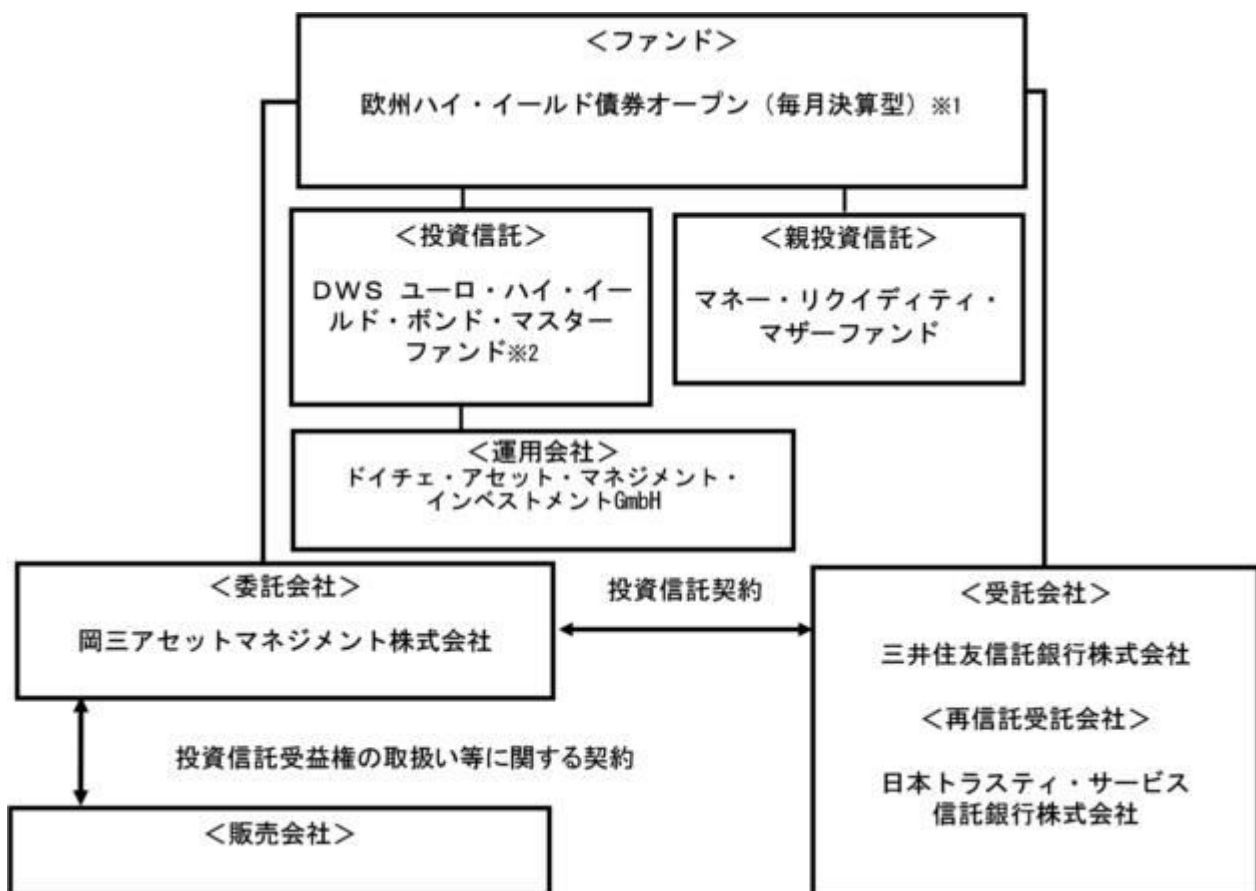 ＜ファンド＞
欧州ハイ・イールド債券オープン（毎月決算型）※1
＜投資信託＞
ＤＷＳ ユーロ・ハイ・イー
ルド・ボンド・マスター
ファンド※2
＜親投資信託＞
マネー・リクイディティ・
マザーファンド
＜運用会社＞
ドイチェ・アセット・マネジメント・
インベストメントGmbH
＜委託会社＞
岡三アセットマネジメント株式会社
投資信託契約
＜受託会社＞
三井住友信託銀行株式会社
＜再信託受託会社＞
日本トラスティ・サービス
信託銀行株式会社
投資信託受益権の取扱い等に関する契約
＜販売会社＞